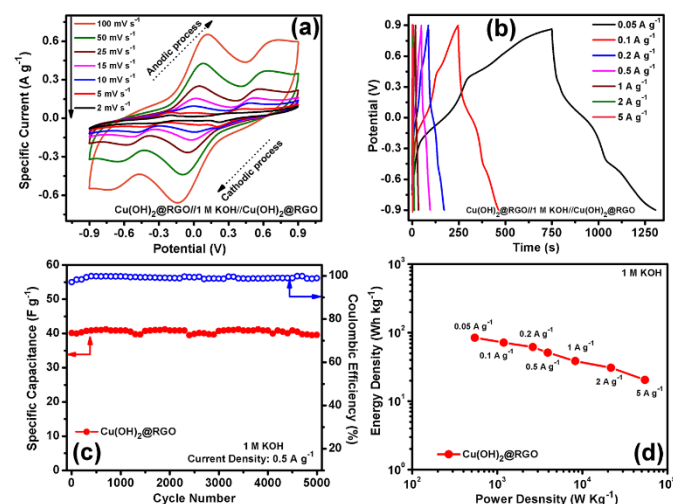 (a)
100 mV s⁻¹
50 mV s⁻¹
25 mV s⁻¹
15 mV s⁻¹
10 mV s⁻¹
5 mV s⁻¹
2 mV s⁻¹
Anodic process
Cathodic process
Cu(OH)₂@RGO//1 M KOH//Cu(OH)₂@RGO
Specific Current (A g⁻¹)
0.6
0.3
0.0
-0.3
-0.6
-0.9 -0.6 -0.3 0.0 0.3 0.6 0.9
Potential (V)
(b)
0.05 A g⁻¹
0.1 A g⁻¹
0.2 A g⁻¹
0.5 A g⁻¹
1 A g⁻¹
2 A g⁻¹
5 A g⁻¹
Cu(OH)₂@RGO//1 M KOH//Cu(OH)₂@RGO
Potential (V)
0.9
0.6
0.3
0.0
-0.3
-0.6
-0.9
0 250 500 750 1000 1250
Time (s)
Specific Capacitance (F g⁻¹)
60
50
40
30
20
10
0
Coulombic Efficiency (%)
100
80
60
40
20
Cu(OH)₂@RGO
(c)
1 M KOH
Current Density: 0.5 A g⁻¹
0 1000 2000 3000 4000 5000
Cycle Number
1 M KOH
Energy Density (Wh kg⁻¹)
10³
10²
10¹
10⁰
0.05 A g⁻¹
0.1 A g⁻¹
0.2 A g⁻¹
0.5 A g⁻¹
1 A g⁻¹
2 A g⁻¹
5 A g⁻¹
Cu(OH)₂@RGO
(d)
10² 10³ 10⁴ 10⁵
Power Desnsity (W Kg⁻¹)